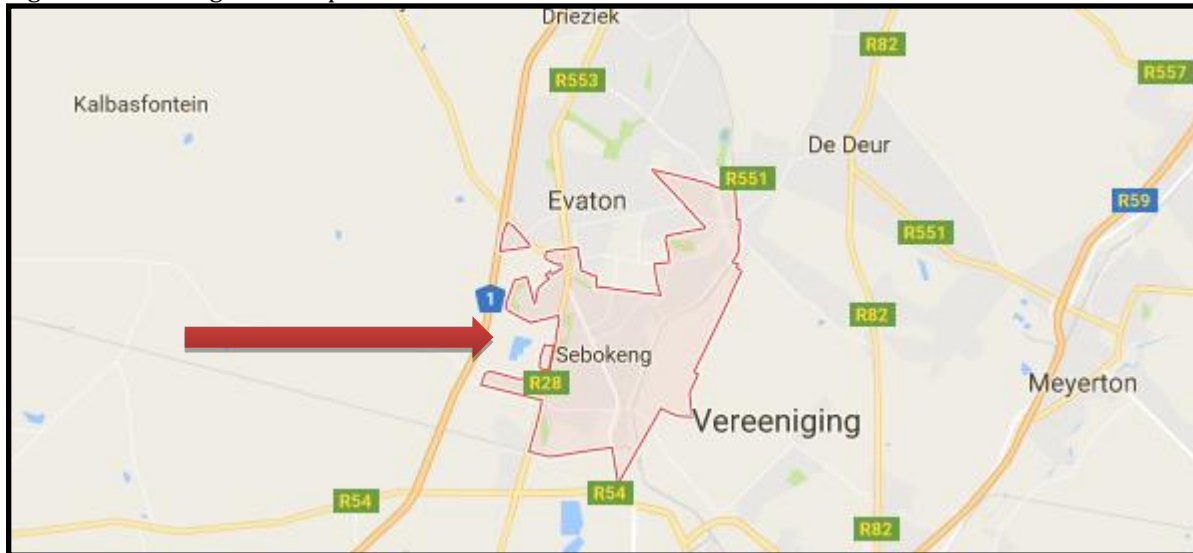 Drieziek
R82
R553
R557
Kalbasfontein
De Deur
R551
Evaton
R59
R551
1
R82
Sebokeng
R28
Meyerton
Vereeniging
R54
R54
R82